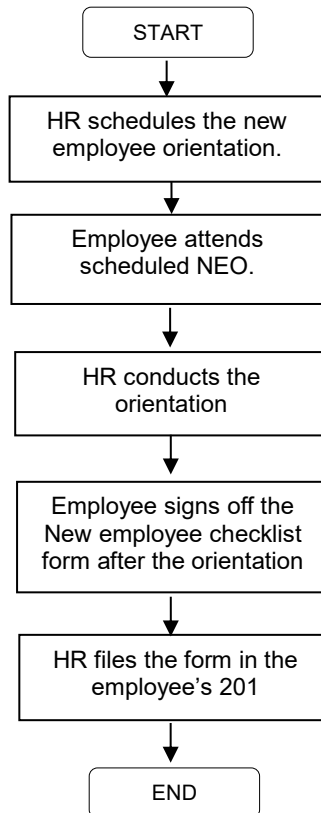 START
HR schedules the new
employee orientation.
Employee attends
scheduled NEO.
HR conducts the
orientation
Employee signs off the
New employee checklist
form after the orientation
HR files the form in the
employee’s 201
END